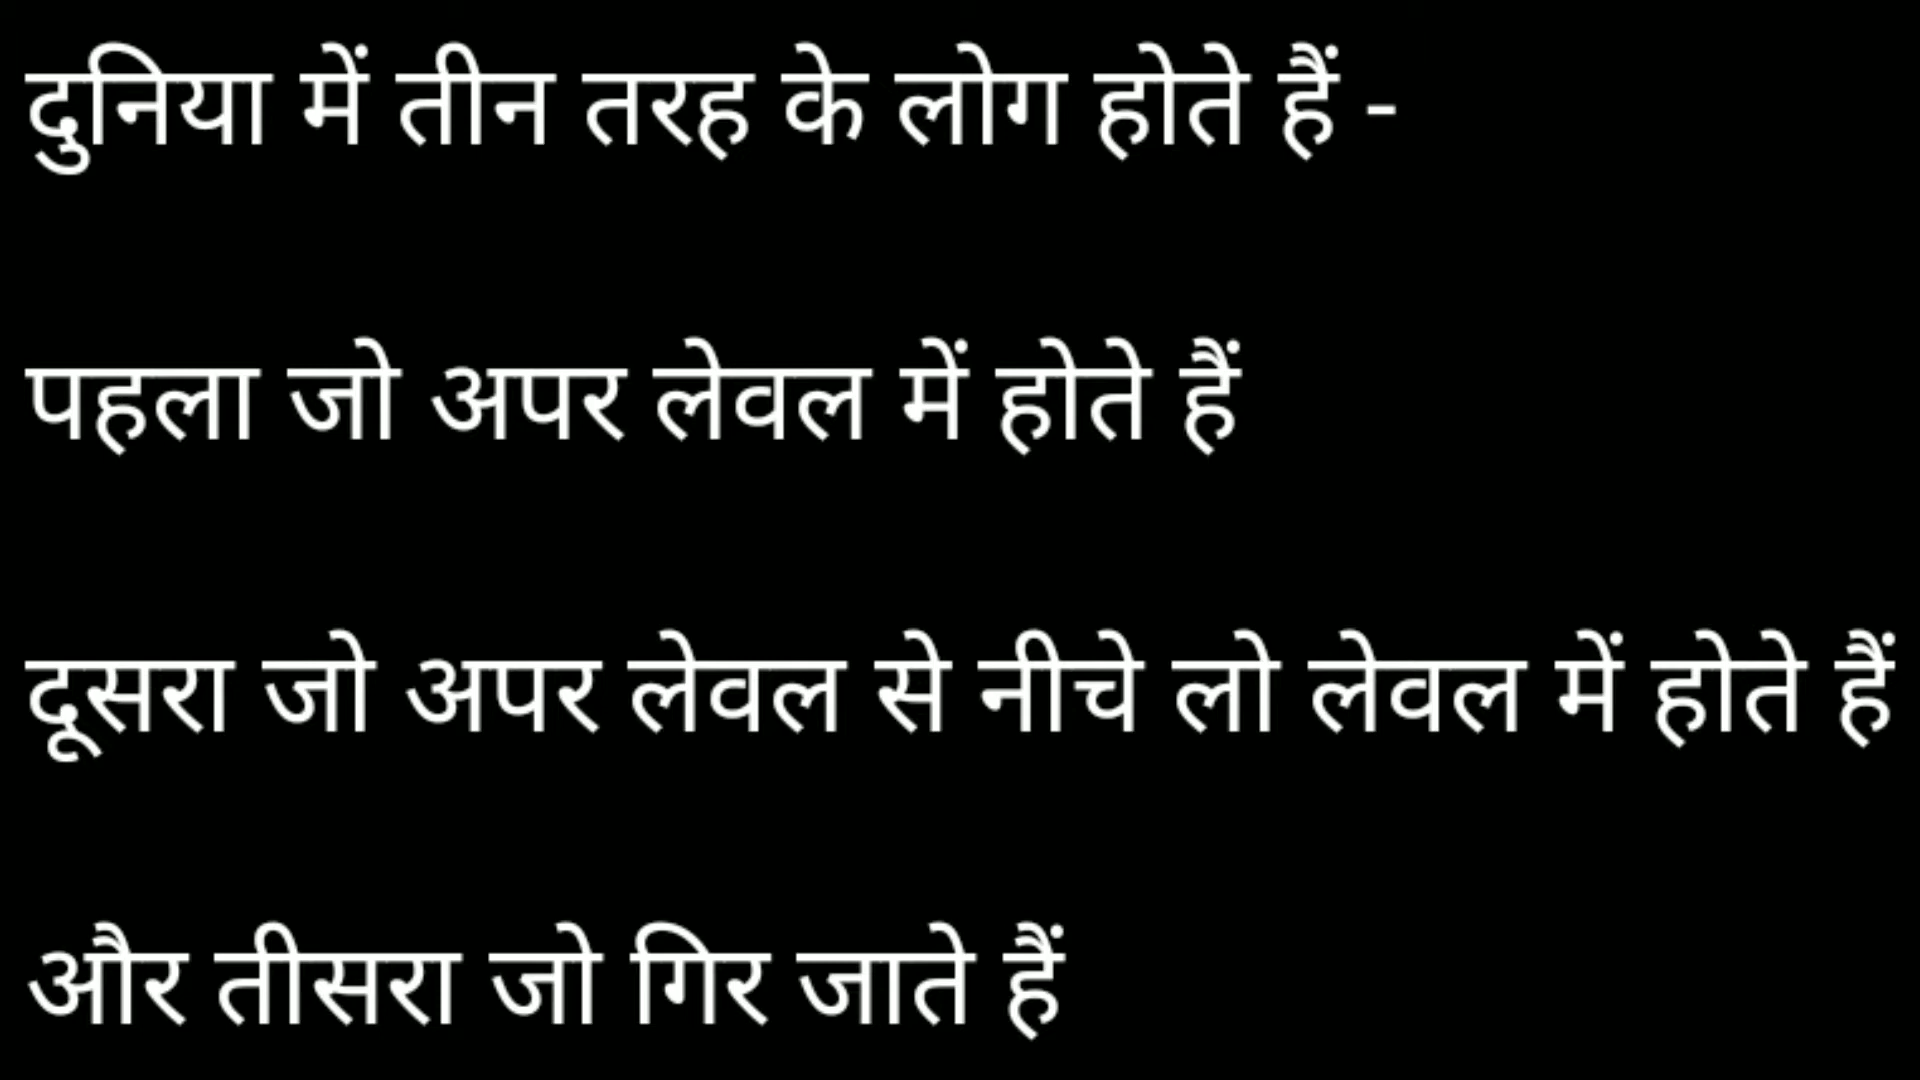 दुनिया में तीन तरह के लोग होते हैं -
पहला जो अपर लेवल में होते हैं
दूसरा जो अपर लेवल से नीचे लो लेवल में होते हैं
और तीसरा जो गिर जाते हैं